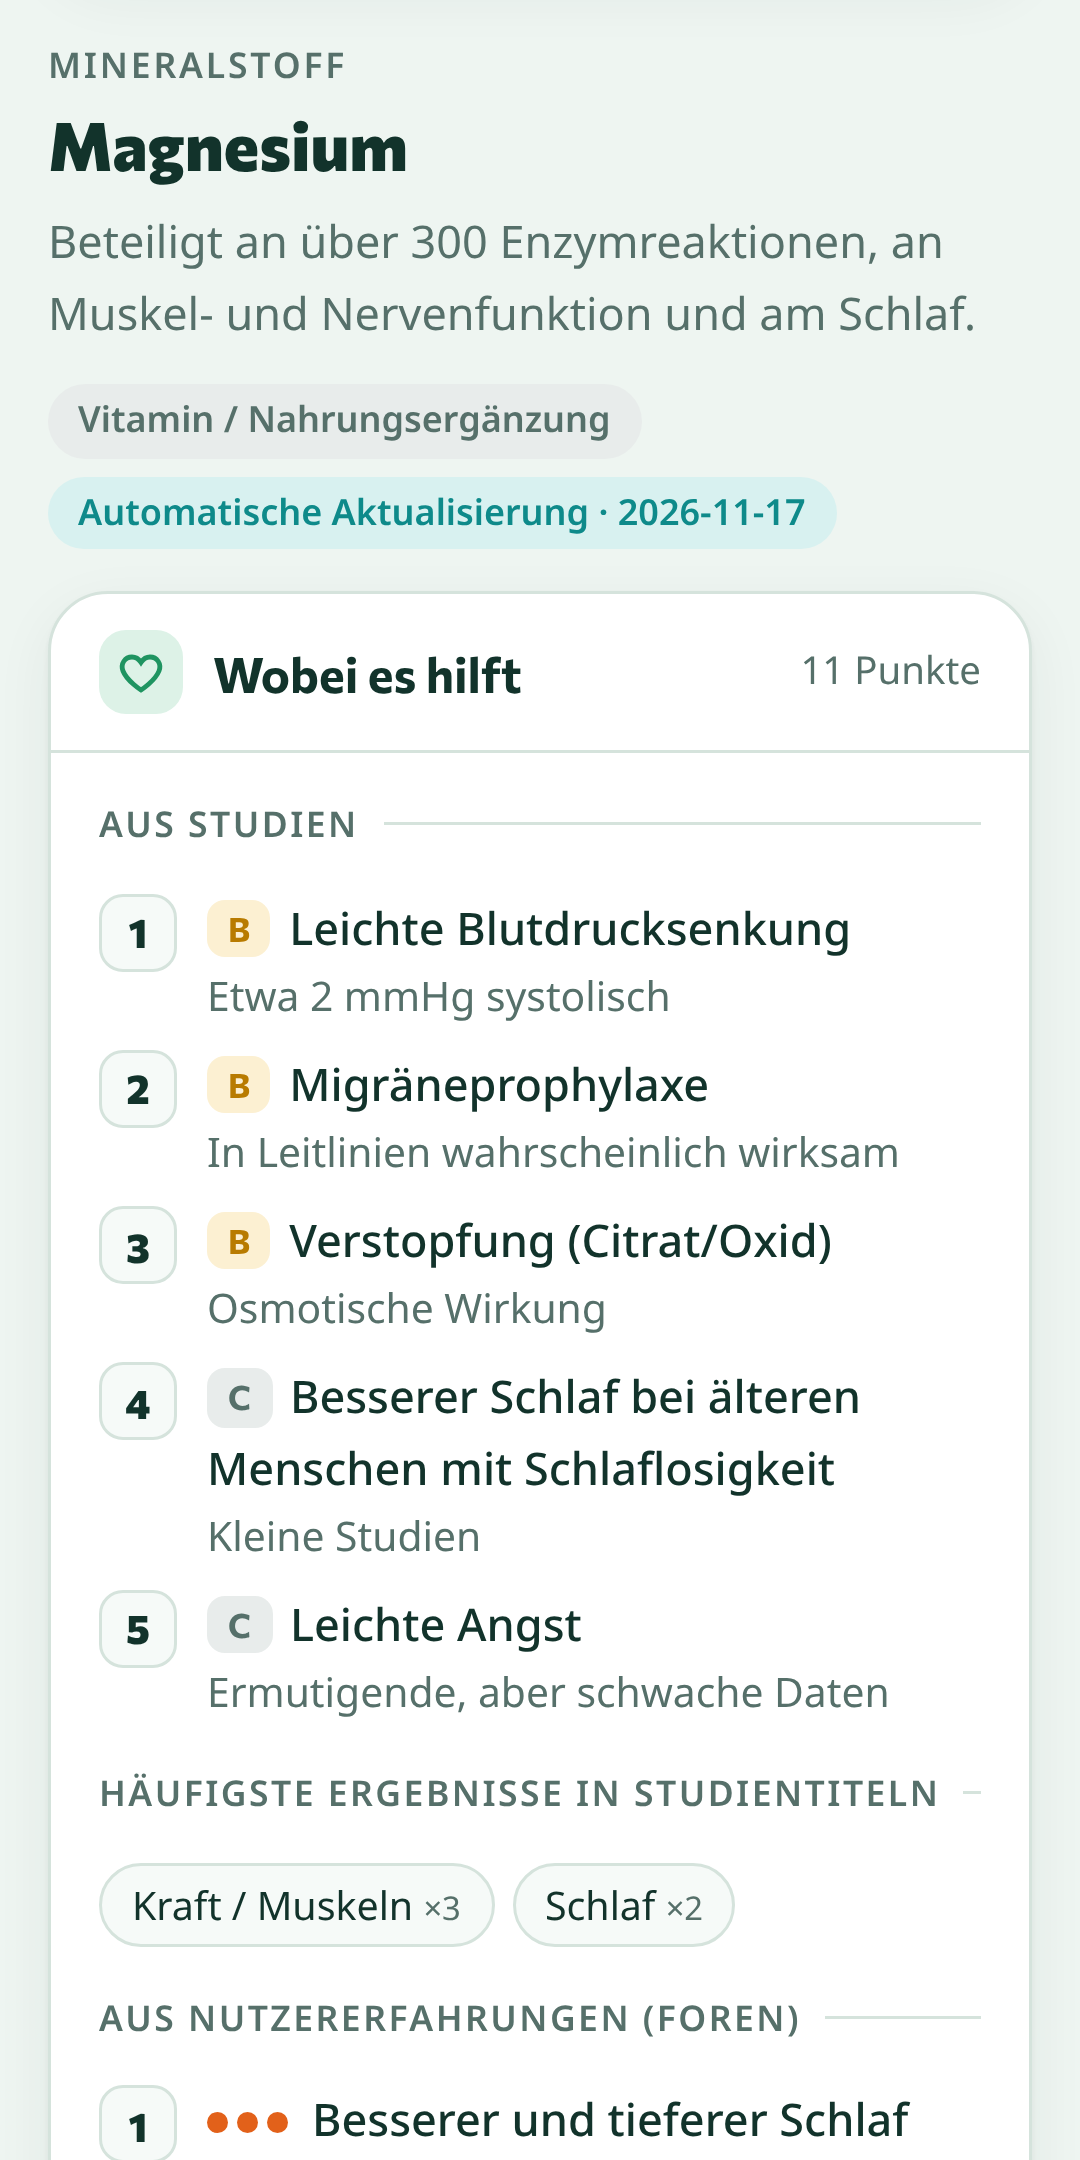 MINERALSTOFF
Magnesium
Beteiligt an über 300 Enzymreaktionen, an
Muskel- und Nervenfunktion und am Schlaf.
Vitamin / Nahrungsergänzung
Automatische Aktualisierung · 2026-11-17
Wobei es hilft 11 Punkte
AUS STUDIEN
1 B Leichte Blutdrucksenkung
Etwa 2 mmHg systolisch
2 B Migräneprophylaxe
In Leitlinien wahrscheinlich wirksam
3 B Verstopfung (Citrat/Oxid)
Osmotische Wirkung
4 C Besserer Schlaf bei älteren
Menschen mit Schlaflosigkeit
Kleine Studien
5 C Leichte Angst
Ermutigende, aber schwache Daten
HÄUFIGSTE ERGEBNISSE IN STUDIENTITELN
Kraft / Muskeln ×3 Schlaf ×2
AUS NUTZERERFAHRUNGEN (FOREN)
1 Besserer und tieferer Schlaf